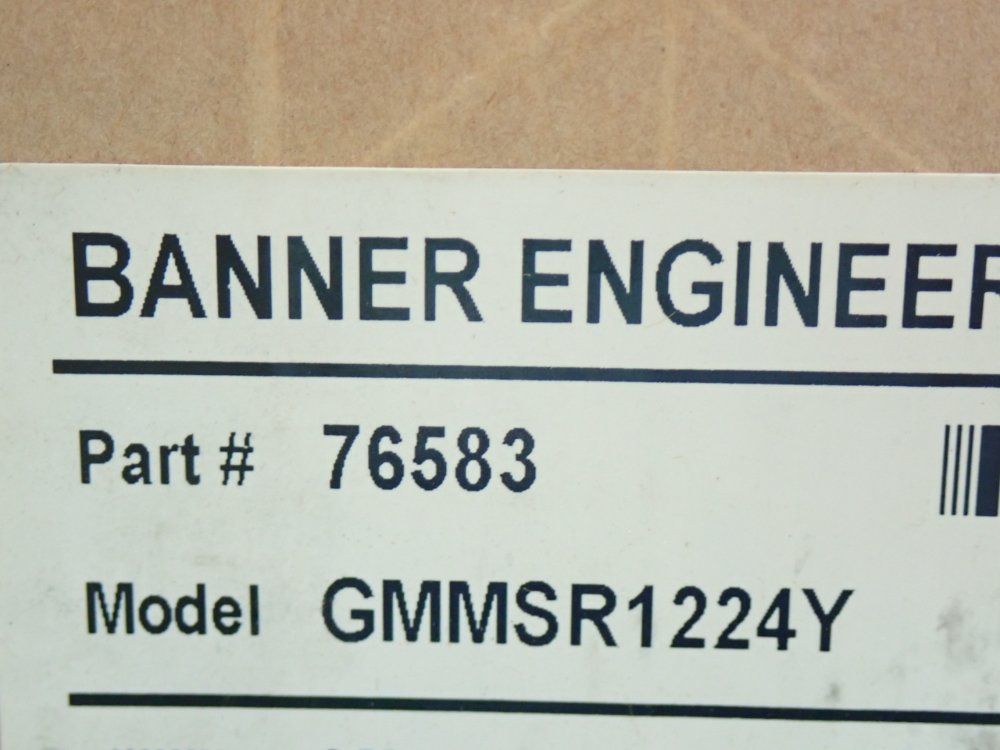 BANNER ENGINEER
Part # 76583
Model GMMSR1224Y